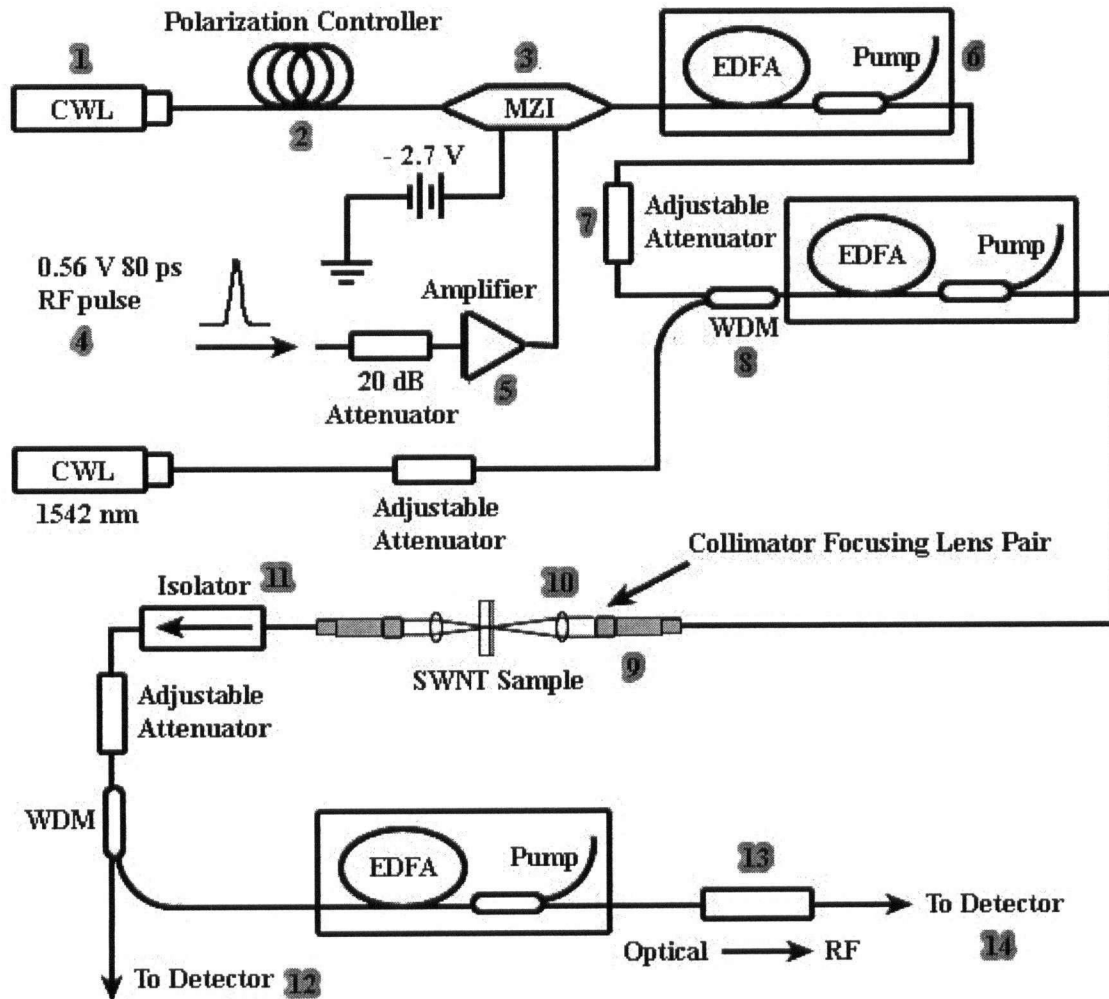 Polarization Controller
1
CWL
2
3
MZI
EDFA
Pump
6
- 2.7 V
7
Adjustable
Attenuator
EDFA
Pump
0.56 V 80 ps
RF pulse
4
Amplifier
5
20 dB
Attenuator
WDM
8
CWL
1542 nm
Adjustable
Attenuator
Collimator Focusing Lens Pair
Isolator
11
10
SWNT Sample
9
Adjustable
Attenuator
WDM
EDFA
Pump
13
To Detector
14
Optical
RF
To Detector
12